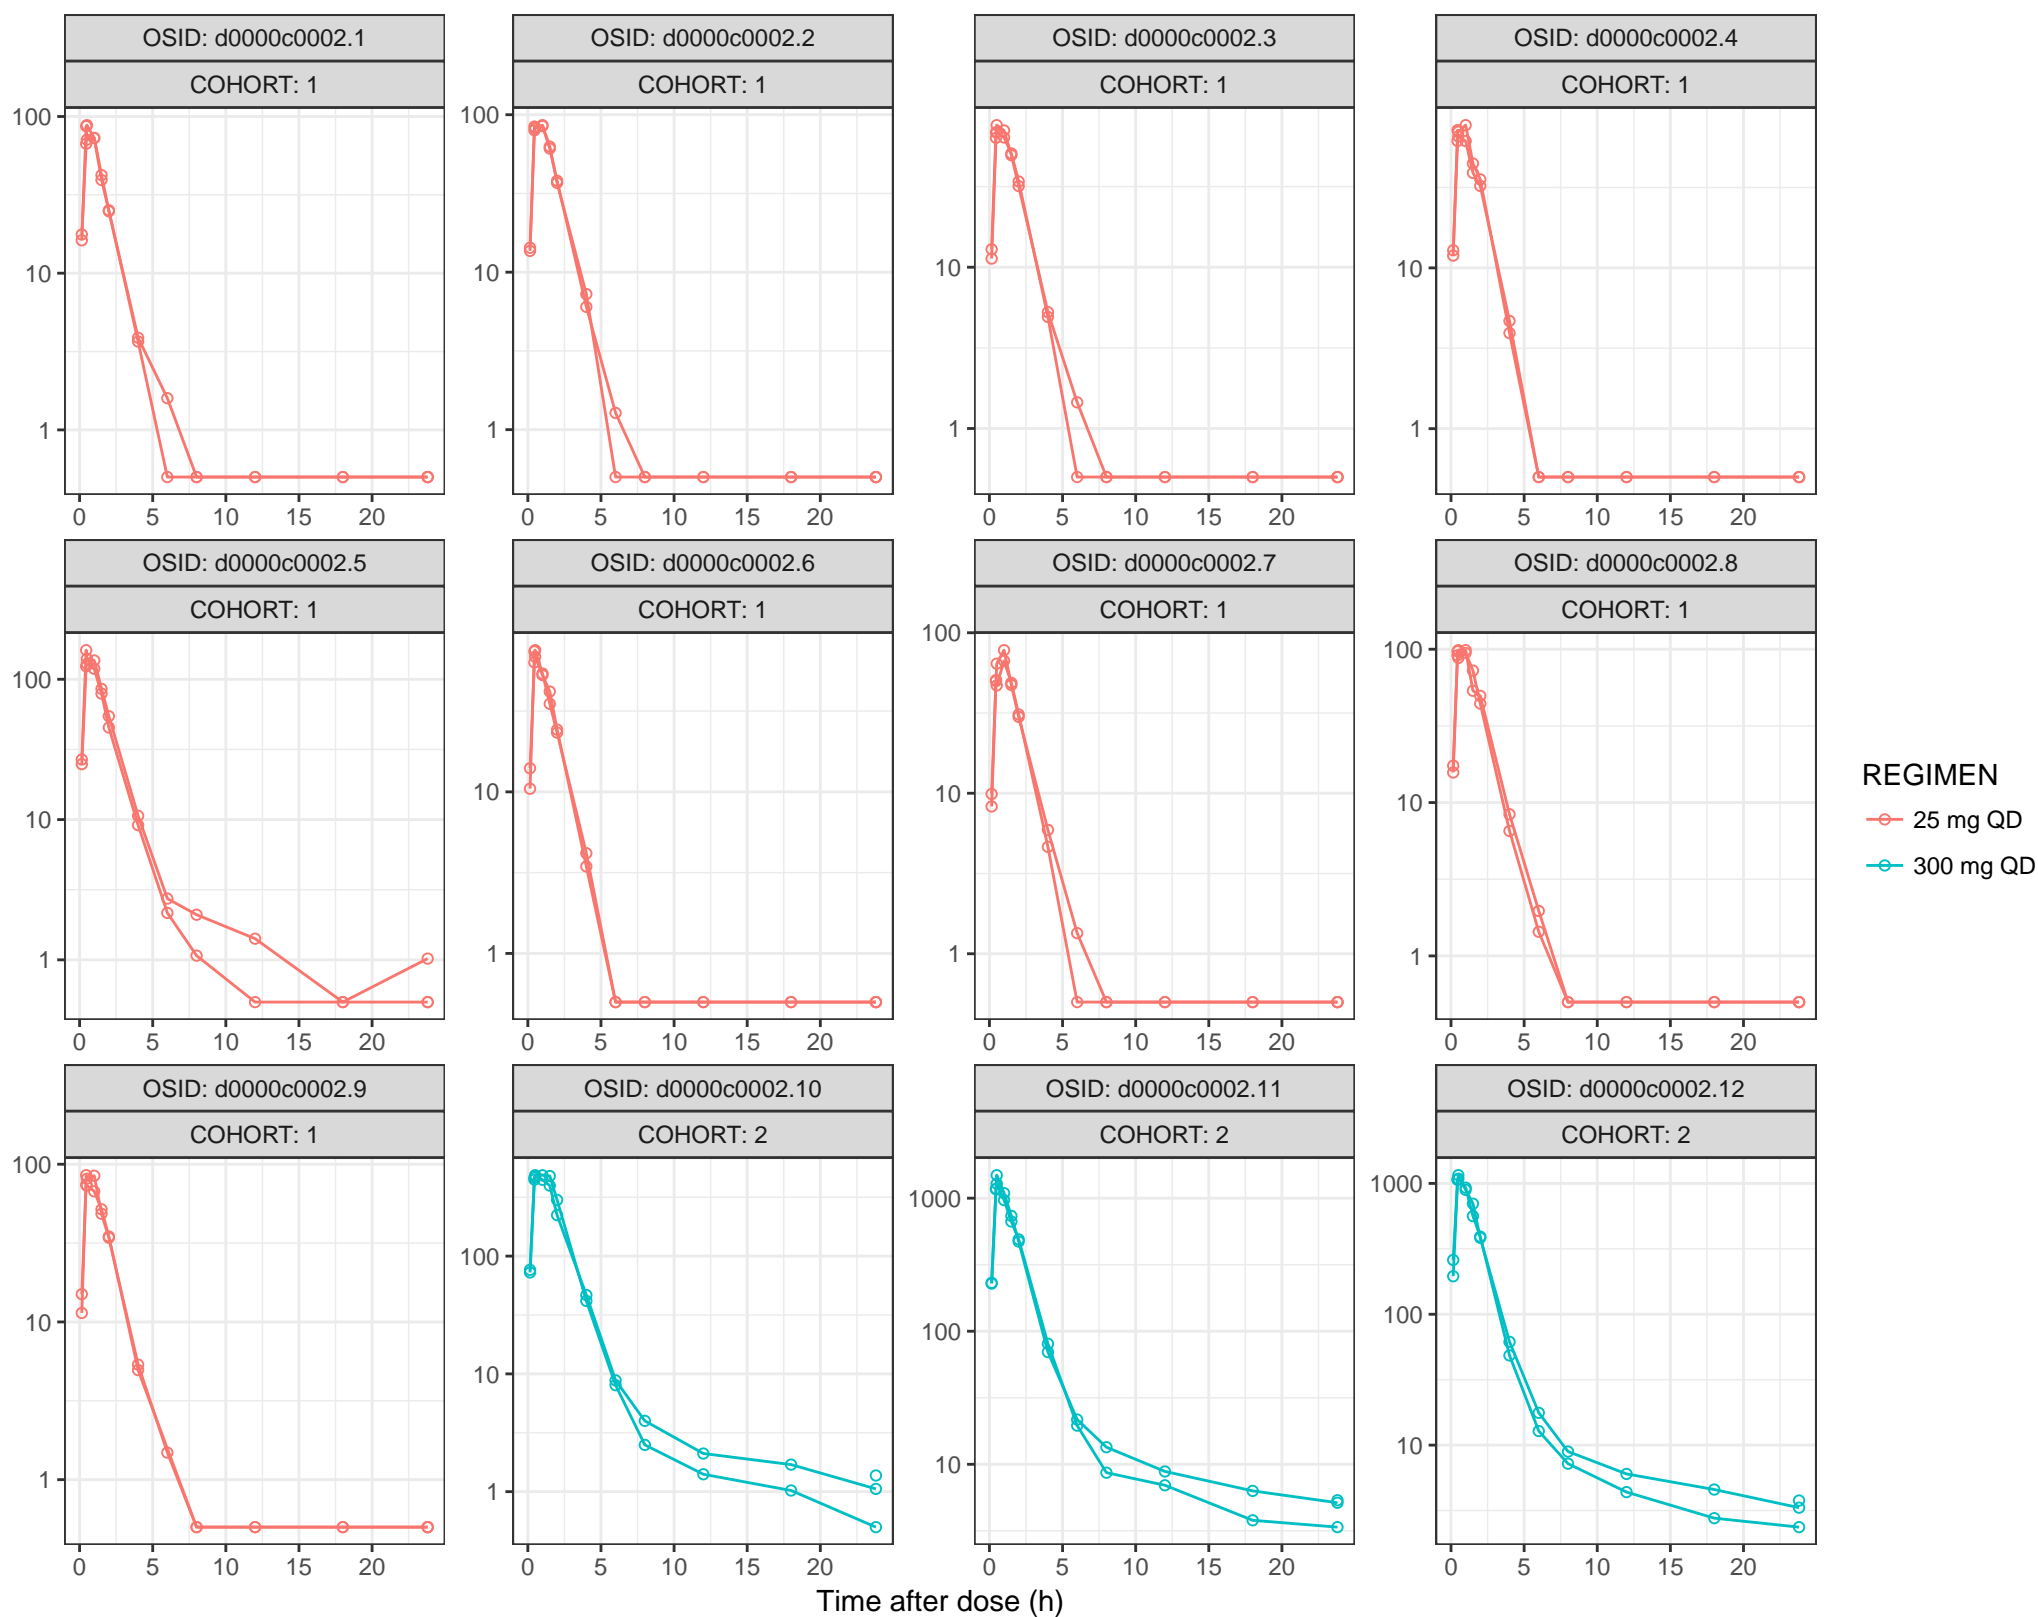 OSID: d0000c0002.1
COHORT: 1
100
10
1
0 5 10 15 20
OSID: d0000c0002.2
COHORT: 1
100
10
1
0 5 10 15 20
OSID: d0000c0002.3
COHORT: 1
10
1
0 5 10 15 20
OSID: d0000c0002.4
COHORT: 1
10
1
0 5 10 15 20
OSID: d0000c0002.5
COHORT: 1
100
10
1
0 5 10 15 20
OSID: d0000c0002.6
COHORT: 1
10
1
0 5 10 15 20
OSID: d0000c0002.7
COHORT: 1
100
10
1
0 5 10 15 20
OSID: d0000c0002.8
COHORT: 1
100
10
1
0 5 10 15 20
OSID: d0000c0002.9
COHORT: 1
100
10
1
0 5 10 15 20
OSID: d0000c0002.10
COHORT: 2
100
10
1
0 5 10 15 20
OSID: d0000c0002.11
COHORT: 2
1000
100
10
0 5 10 15 20
OSID: d0000c0002.12
COHORT: 2
1000
100
10
0 5 10 15 20
Time after dose (h)
REGIMEN
25 mg QD
300 mg QD